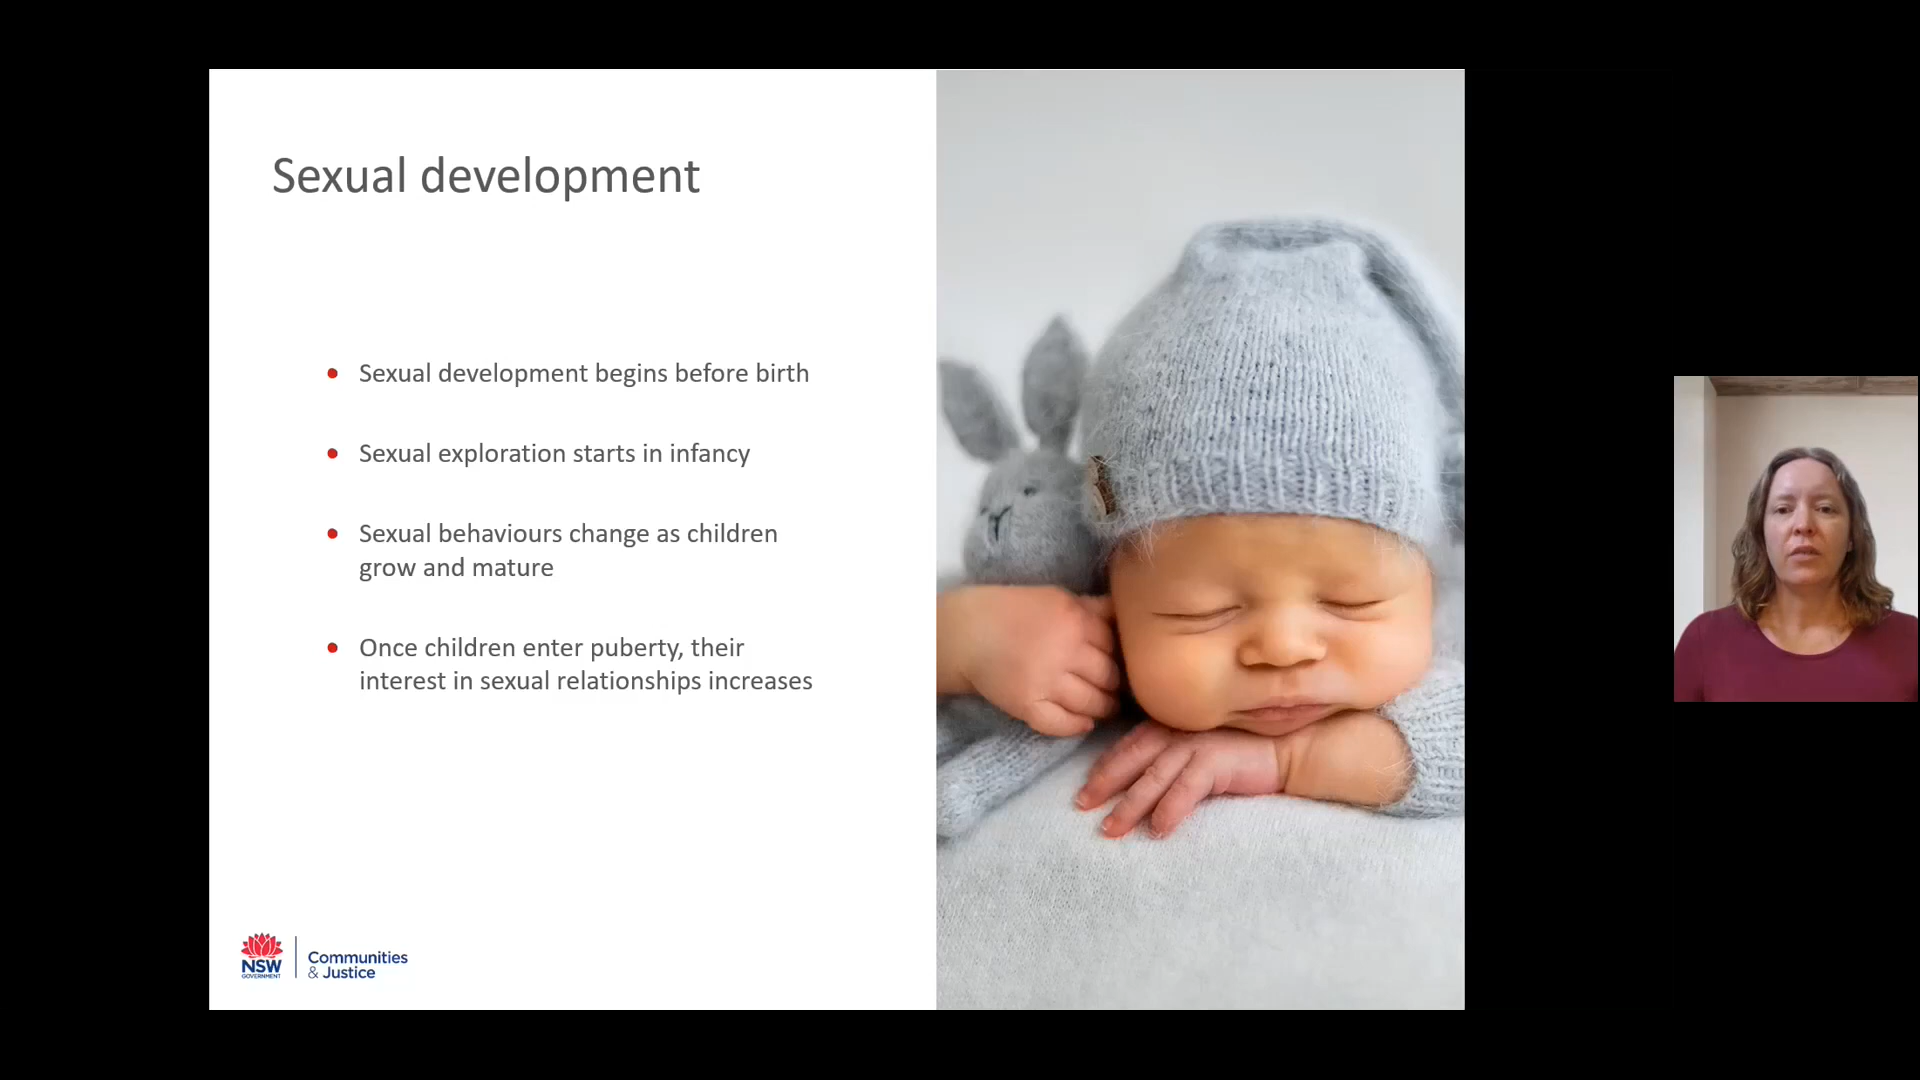 Sexual development
Sexual development begins before birth
Sexual exploration starts in infancy
Sexual behaviours change as children
grow and mature
Once children enter puberty, their
interest in sexual relationships increases
NSW
GOVERNMENT
Communities
& Justice